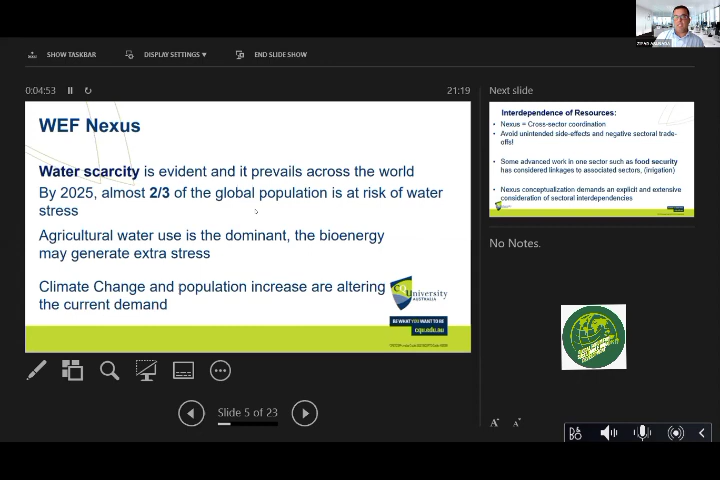 SHOW TASKBAR
DISPLAY SETTINGS ▼
END SLIDE SHOW
0:04:53
21:19
WEF Nexus
Water scarcity is evident and it prevails across the world
By 2025, almost 2/3 of the global population is at risk of water
stress
Agricultural water use is the dominant, the bioenergy
may generate extra stress
Climate Change and population increase are altering
the current demand
CQUniversity
AUSTRALIA
BE WHAT YOU WANT TO BE
cqu.edu.au
Next slide
Interdependence of Resources:
• Nexus = Cross-sector coordination
• Avoid unintended side-effects and negative sectoral trade-
offs!
• Some advanced work in one sector such as food security
has considered linkages to associated sectors, (irrigation)
• Nexus conceptualization demands an explicit and extensive
consideration of sectoral interdependencies
No Notes.
Slide 5 of 23
A
A
B&O